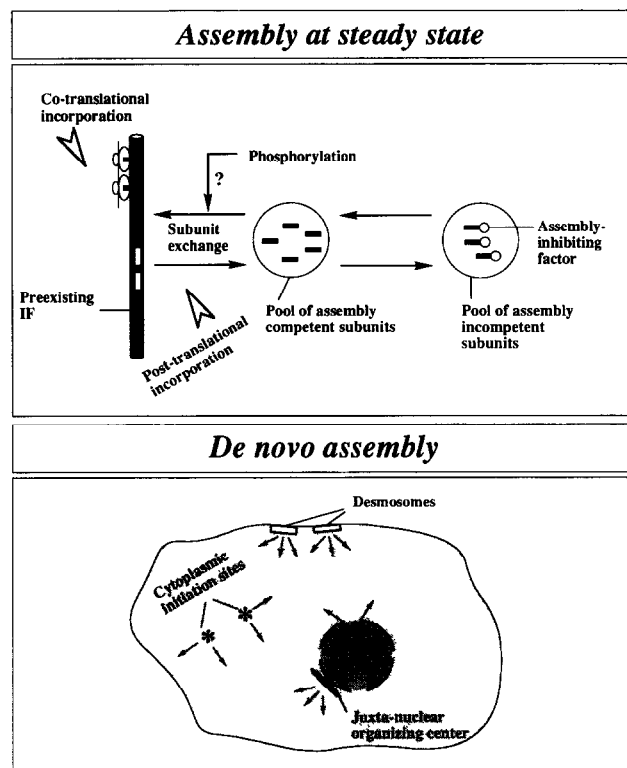 Assembly at steady state
Co-translational
incorporation
Phosphorylation
?
Subunit
exchange
Assembly-
inhibiting
factor
Preexisting
IF
Pool of assembly
competent subunits
Pool of assembly
incompetent
subunits
Post-translational
incorporation
De novo assembly
Desmosomes
Cytoplasmic
initiation sites
*
*
Juxta-nuclear
organizing center